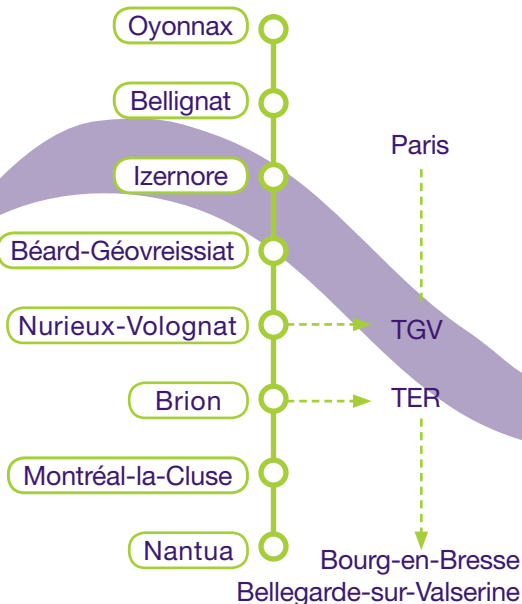 Oyonnax
Bellignat
Paris
Izernore
Béard-Géovreissiat
Nurieux-Volognat
TGV
Brion
TER
Montréal-la-Cluse
Nantua
Bourg-en-Bresse
Bellegarde-sur-Valserine